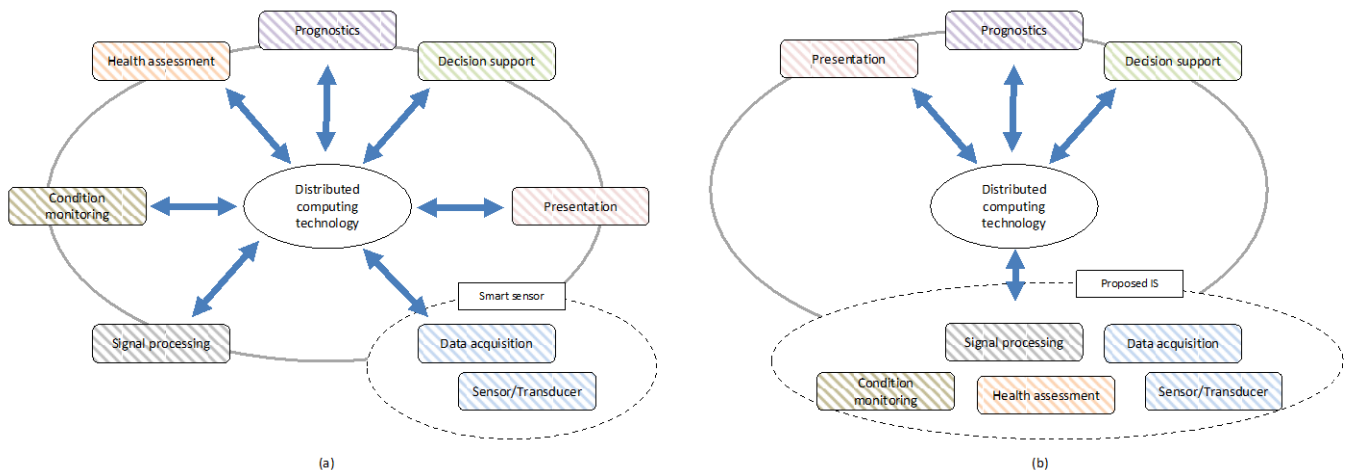 Prognostics
Health assessment
Decision support
Condition
monitoring
Distributed
computing
technology
Presentation
Smart sensor
Signal processing
Data acquisition
Sensor/Transducer
(a)
Prognostics
Presentation
Decision support
Distributed
computing
technology
Proposed IS
Signal processing
Data acquisition
Condition
monitoring
Health assessment
Sensor/Transducer
(b)